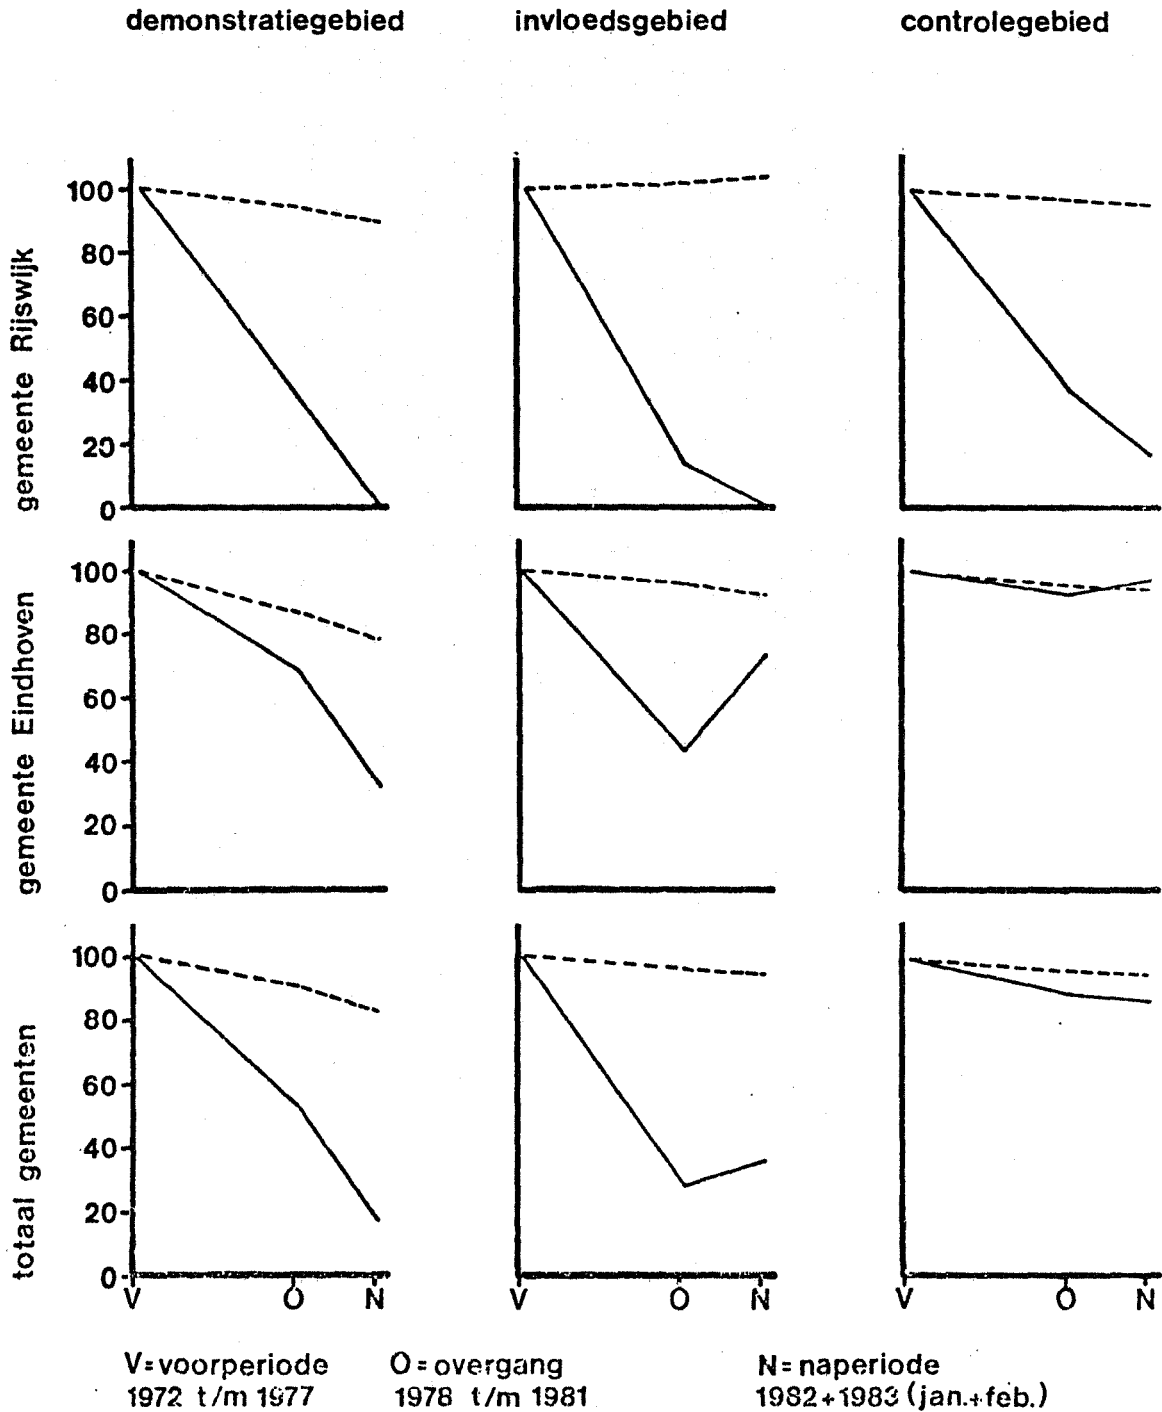 demonstratiegebied invloedsgebied controlegebied
gemeente Rijswijk
100
80
60
40
20
0
gemeente Eindhoven
100
80
60
40
20
0
totaal gemeenten
100
80
60
40
20
0
V O N V O N V O N
V=voorperiode O=overgang N=naperiode
1972 t/m 1977 1978 t/m 1981 1982+1983 (jan.+feb.)